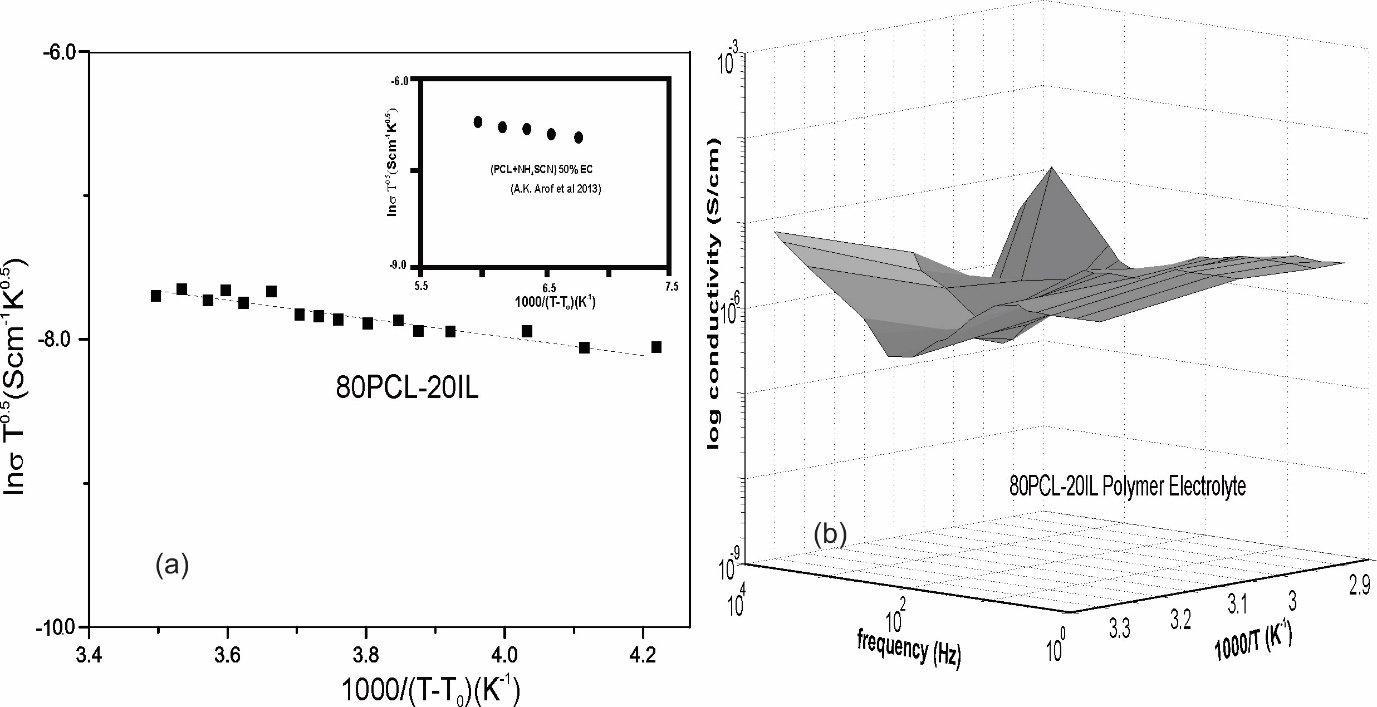 -6.0
-8.0
-10.0
lnσ T^0.5(Scm^-1K^0.5)
3.4 3.6 3.8 4.0 4.2
1000/(T-T_0)(K^-1)
80PCL-20IL
(a)
-6.0
-9.0
lnσ T^0.5(Scm^-1K^0.5)
(PCL+NH_4SCN) 50% EC
(A.K. Arof et al 2013)
5.5 6.5 7.5
1000/(T-T_0)(K^-1)
10^-3
10^-6
10^-9
log conductivity (S/cm)
80PCL-20IL Polymer Electrolyte
(b)
10^4 10^2 10^0
frequency (Hz)
3.3 3.2 3.1 3 2.9
1000/T (K^-1)